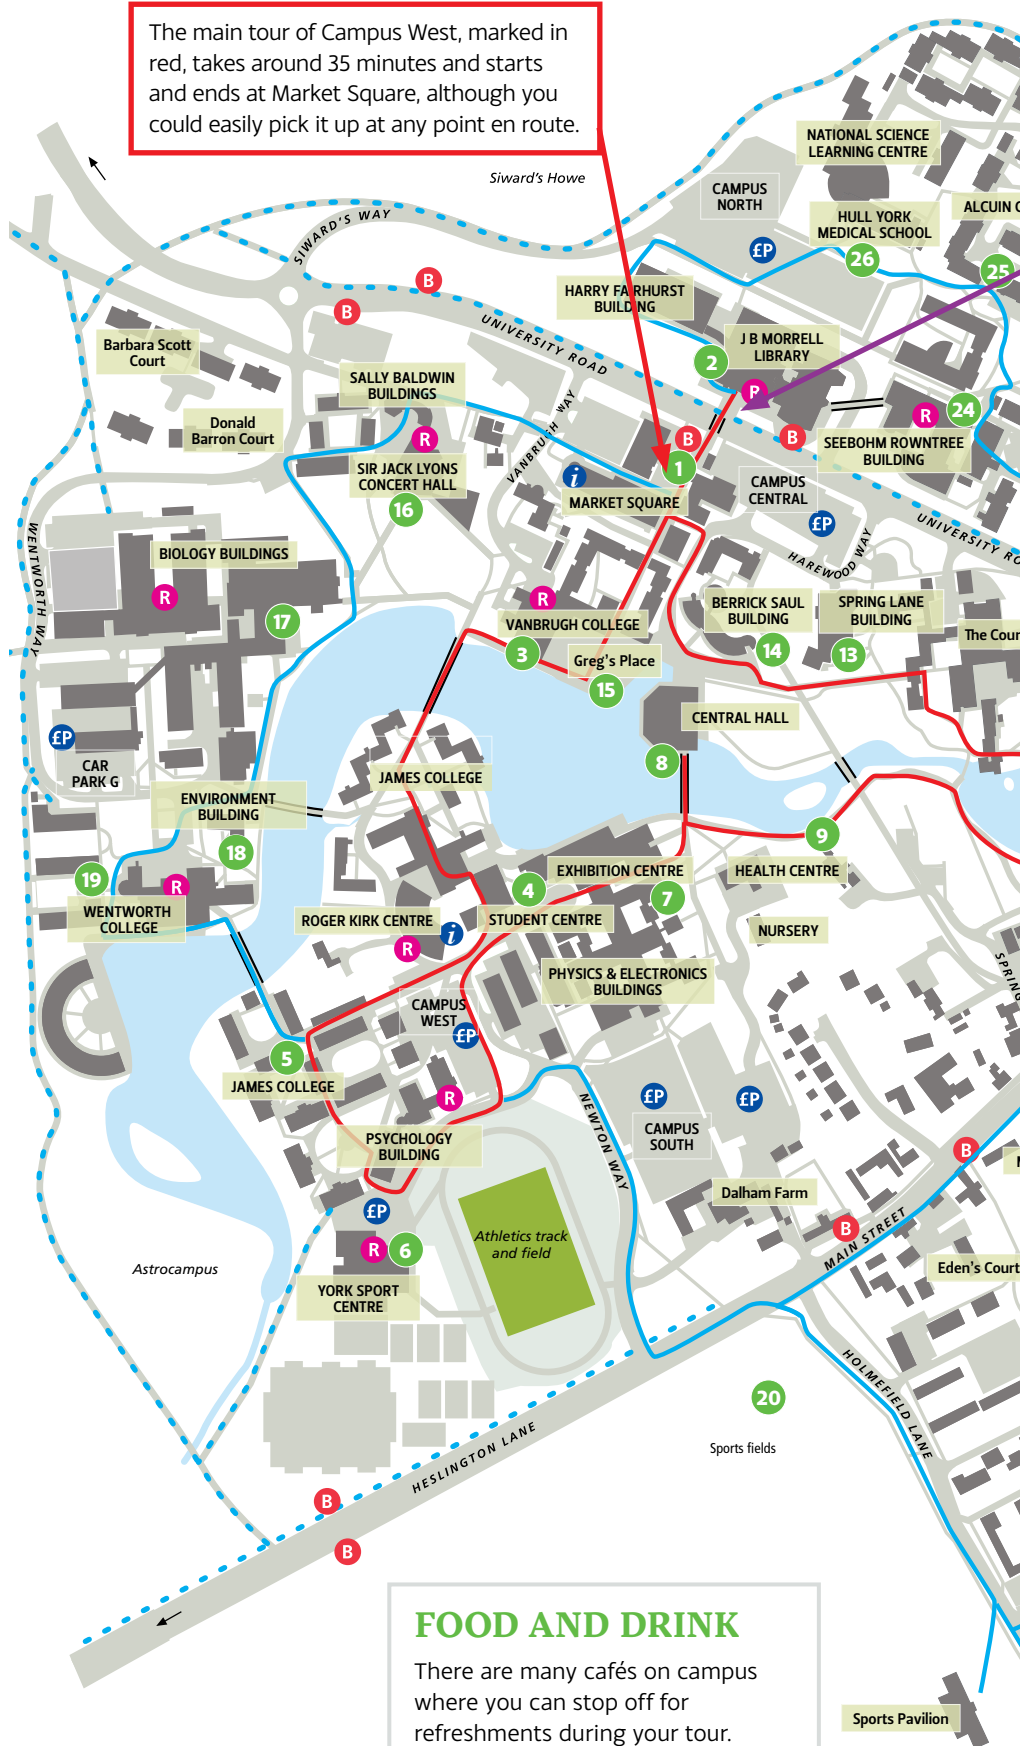 The main tour of Campus West, marked in
red, takes around 35 minutes and starts
and ends at Market Square, although you
could easily pick it up at any point en route.
Siward's Howe
NATIONAL SCIENCE
LEARNING CENTRE
CAMPUS
NORTH
HULL YORK
MEDICAL SCHOOL
ALCUIN C
SIWARD'S WAY
£P
26
25
B
HARRY FAIRHURST
BUILDING
B
UNIVERSITY ROAD
J B MORRELL
LIBRARY
Barbara Scott
Court
2
SALLY BALDWIN
BUILDINGS
R
VANBRUGH WAY
R
24
Donald
Barron Court
R
B
B
SEEBOHM ROWNTREE
BUILDING
SIR JACK LYONS
CONCERT HALL
1
i
CAMPUS
CENTRAL
MARKET SQUARE
16
£P
UNIVERSITY RO
WENTWORTH WAY
BIOLOGY BUILDINGS
HAREWOOD WAY
R
R
BERRICK SAUL
BUILDING
SPRING LANE
BUILDING
17
VANBRUGH COLLEGE
The Cour
3
Greg's Place
14
13
15
£P
CENTRAL HALL
CAR
PARK G
JAMES COLLEGE
8
ENVIRONMENT
BUILDING
9
18
EXHIBITION CENTRE
HEALTH CENTRE
19
R
4
7
WENTWORTH
COLLEGE
ROGER KIRK CENTRE
STUDENT CENTRE
i
NURSERY
R
SPRING
PHYSICS & ELECTRONICS
BUILDINGS
CAMPUS
WEST
£P
5
JAMES COLLEGE
R
£P
£P
NEWTON WAY
CAMPUS
SOUTH
PSYCHOLOGY
BUILDING
B
Dalham Farm
£P
B
MAIN STREET
R
6
Athletics track
and field
Astrocampus
Eden's Court
YORK SPORT
CENTRE
HOLMEFIELD LANE
20
Sports fields
HESLINGTON LANE
B
B
FOOD AND DRINK
There are many cafés on campus
where you can stop off for
refreshments during your tour.
Sports Pavilion